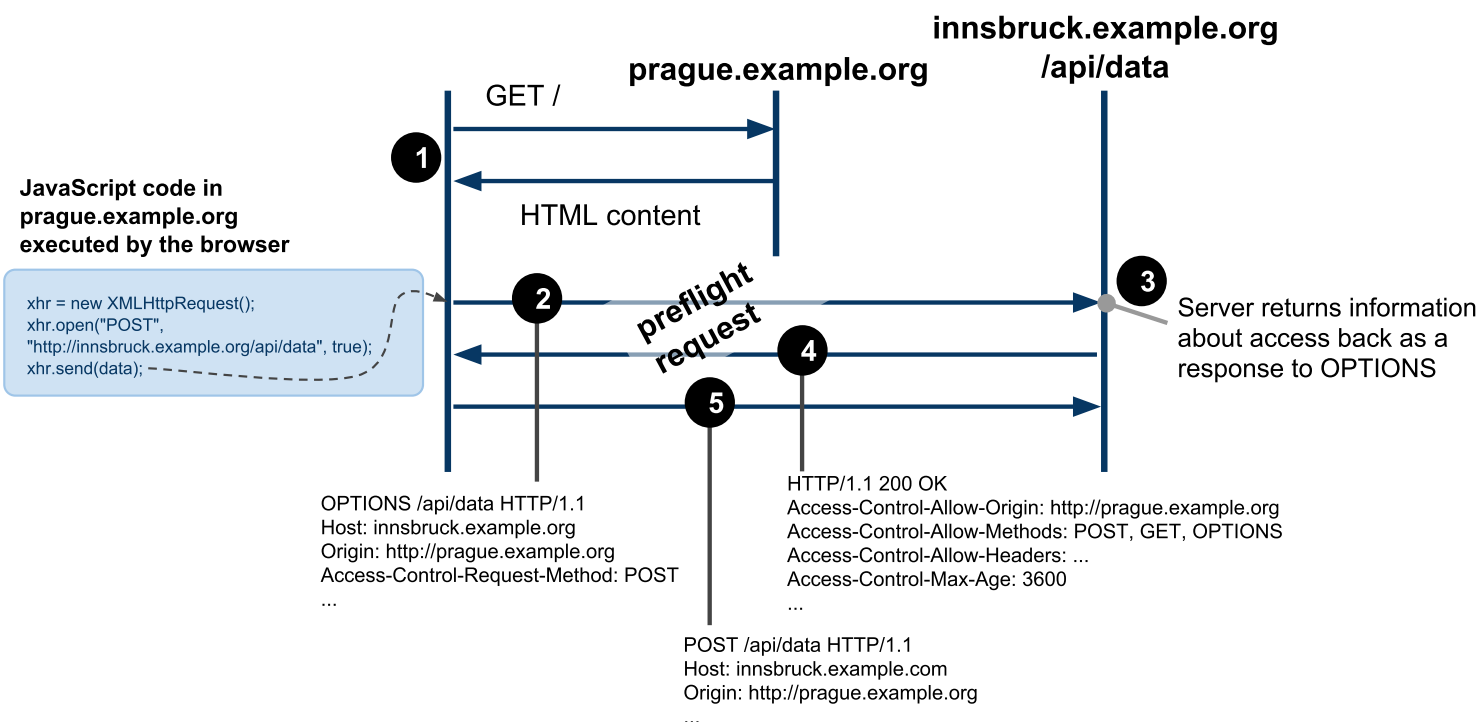 innsbruck.example.org
/api/data
prague.example.org
GET /
1
HTML content
JavaScript code in
prague.example.org
executed by the browser
xhr = new XMLHttpRequest();
xhr.open("POST",
"http://innsbruck.example.org/api/data", true);
xhr.send(data);
2
preflight
request
3
Server returns information
about access back as a
response to OPTIONS
4
5
OPTIONS /api/data HTTP/1.1
Host: innsbruck.example.org
Origin: http://prague.example.org
Access-Control-Request-Method: POST
...
HTTP/1.1 200 OK
Access-Control-Allow-Origin: http://prague.example.org
Access-Control-Allow-Methods: POST, GET, OPTIONS
Access-Control-Allow-Headers: ...
Access-Control-Max-Age: 3600
...
POST /api/data HTTP/1.1
Host: innsbruck.example.com
Origin: http://prague.example.org
...